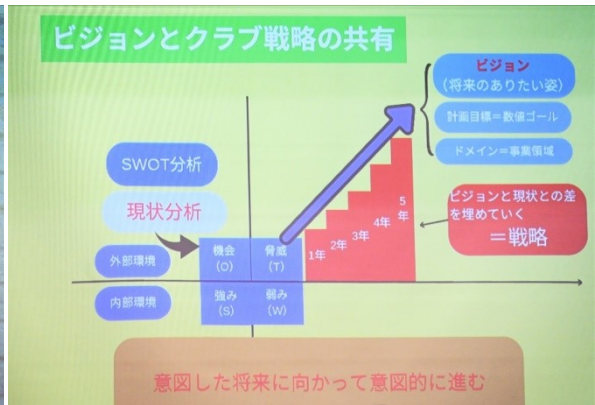 ビジョンとクラブ戦略の共有
ビジョン
(将来のありたい姿)
計画目標＝数値ゴール
ドメイン＝事業領域
SWOT分析
現状分析
外部環境
内部環境
機会
(O)
脅威
(T)
強み
(S)
弱み
(W)
1年
2年
3年
4年
5
年
ビジョンと現状との差
を埋めていく
＝戦略
意図した将来に向かって意図的に進む